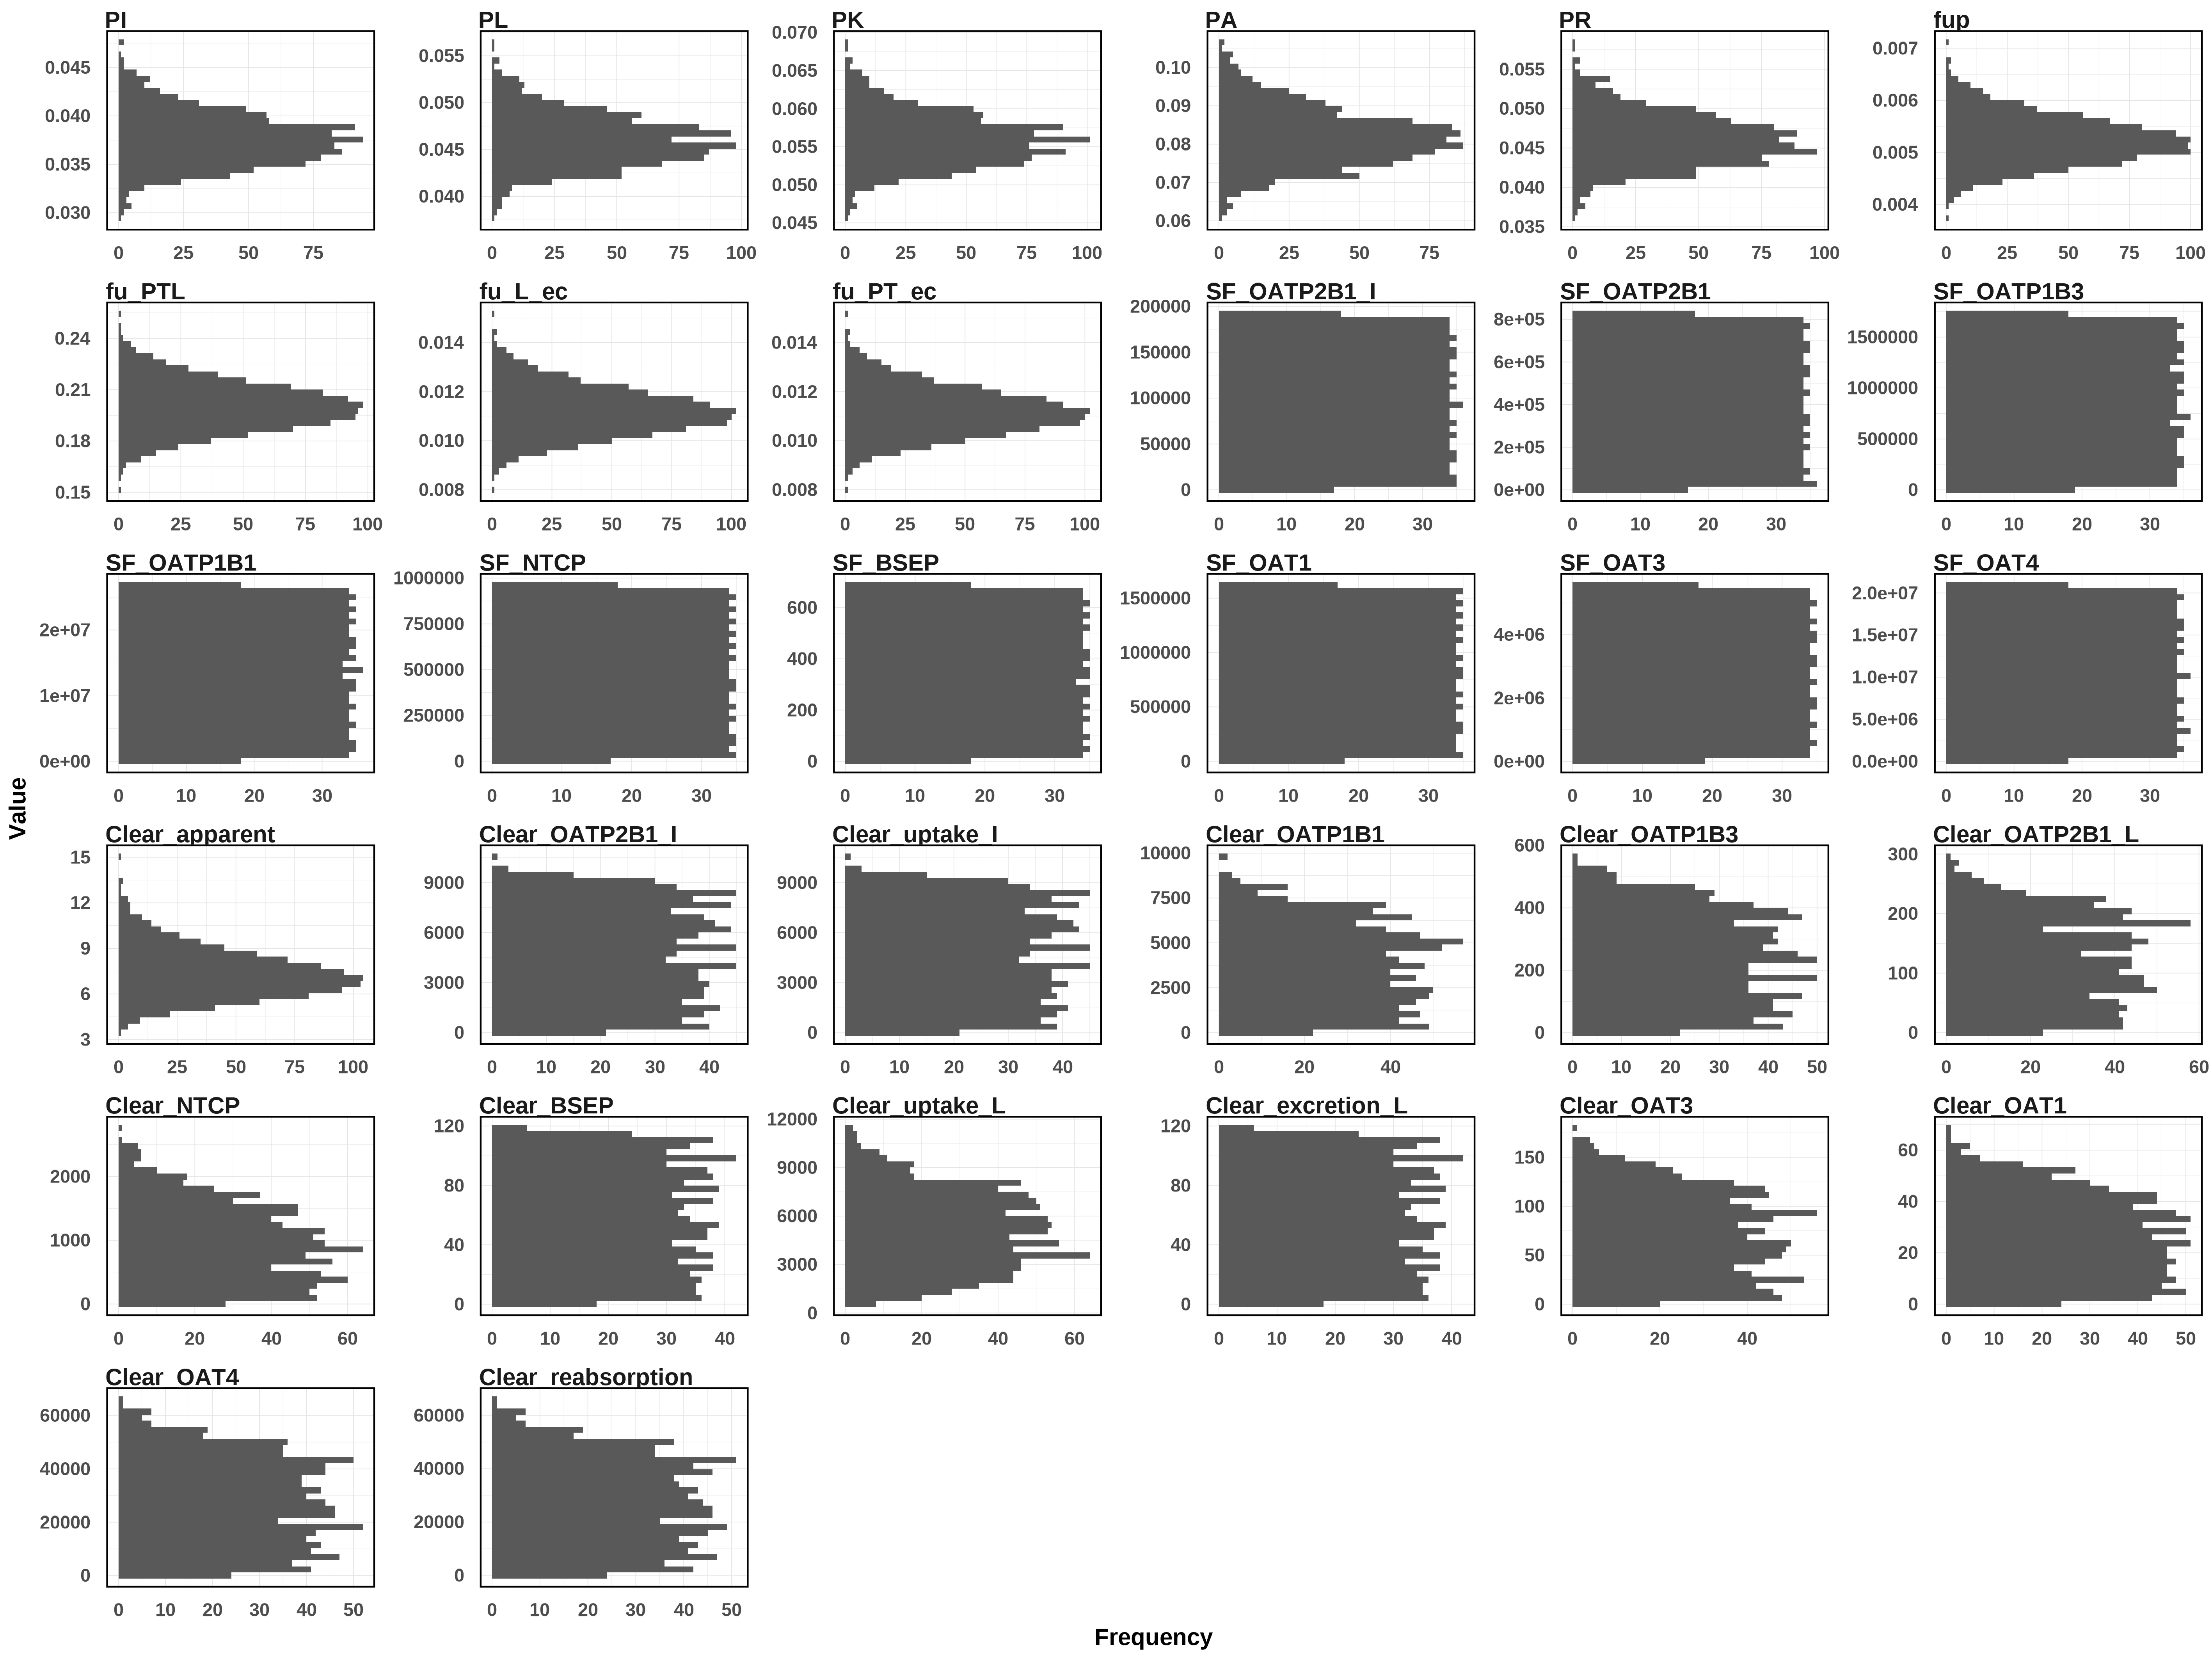 PI PL PK PA PR fup
0.045 0.040 0.035 0.030
0 25 50 75
0.055 0.050 0.045 0.040
0 25 50 75 100
0.070 0.065 0.060 0.055 0.050 0.045
0 25 50 75 100
0.10 0.09 0.08 0.07 0.06
0 25 50 75
0.055 0.050 0.045 0.040 0.035
0 25 50 75 100
0.007 0.006 0.005 0.004
0 25 50 75 100
fu_PTL fu_L_ec fu_PT_ec SF_OATP2B1_I SF_OATP2B1 SF_OATP1B3
0.24 0.21 0.18 0.15
0 25 50 75 100
0.014 0.012 0.010 0.008
0 25 50 75 100
0.014 0.012 0.010 0.008
0 25 50 75 100
200000 150000 100000 50000 0
0 10 20 30
8e+05 6e+05 4e+05 2e+05 0e+00
0 10 20 30
1500000 1000000 500000 0
0 10 20 30
SF_OATP1B1 SF_NTCP SF_BSEP SF_OAT1 SF_OAT3 SF_OAT4
2e+07 1e+07 0e+00
0 10 20 30
1000000 750000 500000 250000 0
0 10 20 30
600 400 200 0
0 10 20 30
1500000 1000000 500000 0
0 10 20 30
4e+06 2e+06 0e+00
0 10 20 30
2.0e+07 1.5e+07 1.0e+07 5.0e+06 0.0e+00
0 10 20 30
Value
Clear_apparent Clear_OATP2B1_I Clear_uptake_I Clear_OATP1B1 Clear_OATP1B3 Clear_OATP2B1_L
15 12 9 6 3
0 25 50 75 100
9000 6000 3000 0
0 10 20 30 40
9000 6000 3000 0
0 10 20 30 40
10000 7500 5000 2500 0
0 20 40
600 400 200 0
0 10 20 30 40 50
300 200 100 0
0 20 40 60
Clear_NTCP Clear_BSEP Clear_uptake_L Clear_excretion_L Clear_OAT3 Clear_OAT1
2000 1000 0
0 20 40 60
120 80 40 0
0 10 20 30 40
12000 9000 6000 3000 0
0 20 40 60
120 80 40 0
0 10 20 30 40
150 100 50 0
0 20 40
60 40 20 0
0 10 20 30 40 50
Clear_OAT4 Clear_reabsorption
60000 40000 20000 0
0 10 20 30 40 50
60000 40000 20000 0
0 10 20 30 40 50
Frequency